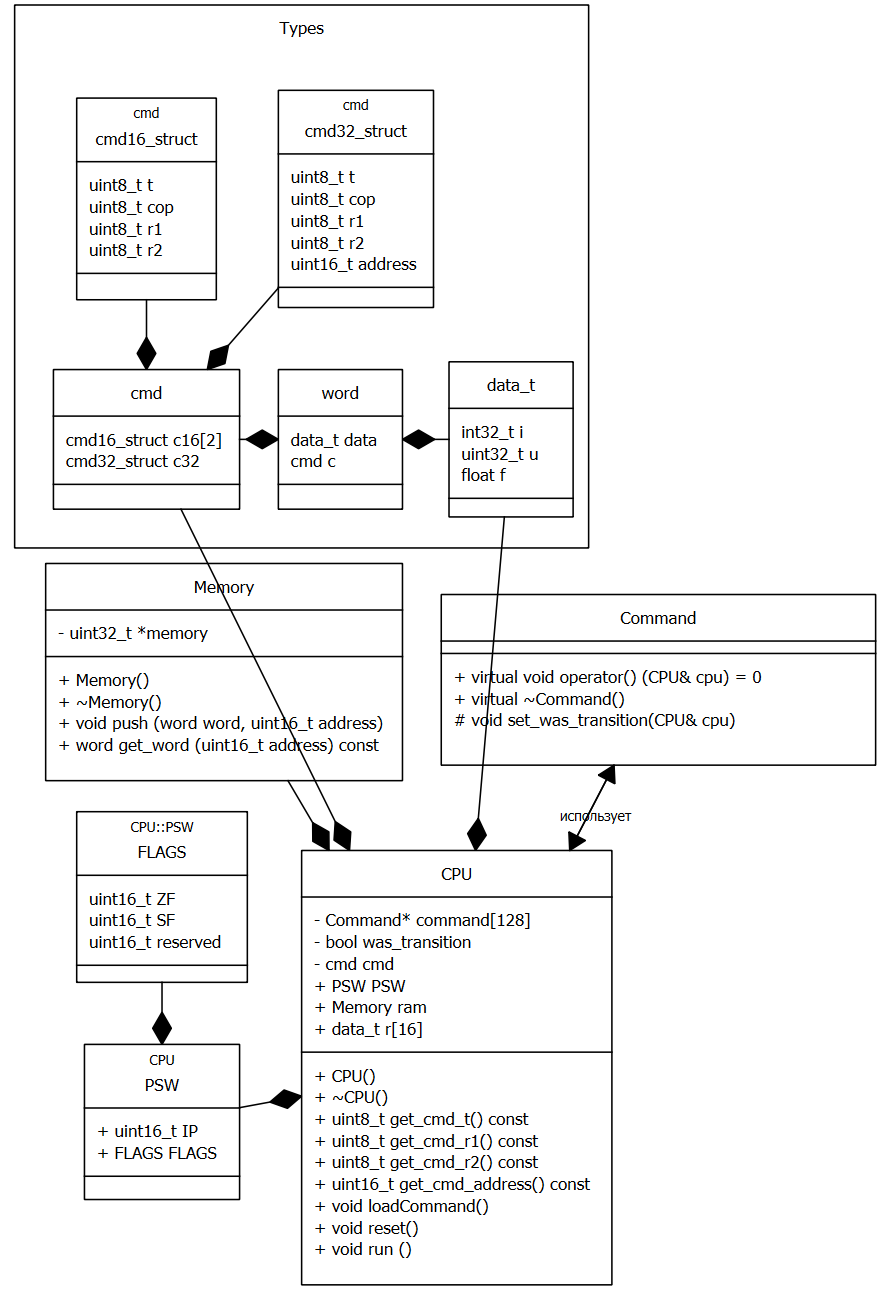 Types
cmd
cmd16_struct
uint8_t t
uint8_t cop
uint8_t r1
uint8_t r2
cmd
cmd32_struct
uint8_t t
uint8_t cop
uint8_t r1
uint8_t r2
uint16_t address
cmd
cmd16_struct c16[2]
cmd32_struct c32
word
data_t data
cmd c
data_t
int32_t i
uint32_t u
float f
Memory
- uint32_t *memory
+ Memory()
+ ~Memory()
+ void push (word word, uint16_t address)
+ word get_word (uint16_t address) const
Command
+ virtual void operator() (CPU& cpu) = 0
+ virtual ~Command()
# void set_was_transition(CPU& cpu)
использует
CPU::PSW
FLAGS
uint16_t ZF
uint16_t SF
uint16_t reserved
CPU
PSW
+ uint16_t IP
+ FLAGS FLAGS
CPU
- Command* command[128]
- bool was_transition
- cmd cmd
+ PSW PSW
+ Memory ram
+ data_t r[16]
+ CPU()
+ ~CPU()
+ uint8_t get_cmd_t() const
+ uint8_t get_cmd_r1() const
+ uint8_t get_cmd_r2() const
+ uint16_t get_cmd_address() const
+ void loadCommand()
+ void reset()
+ void run ()